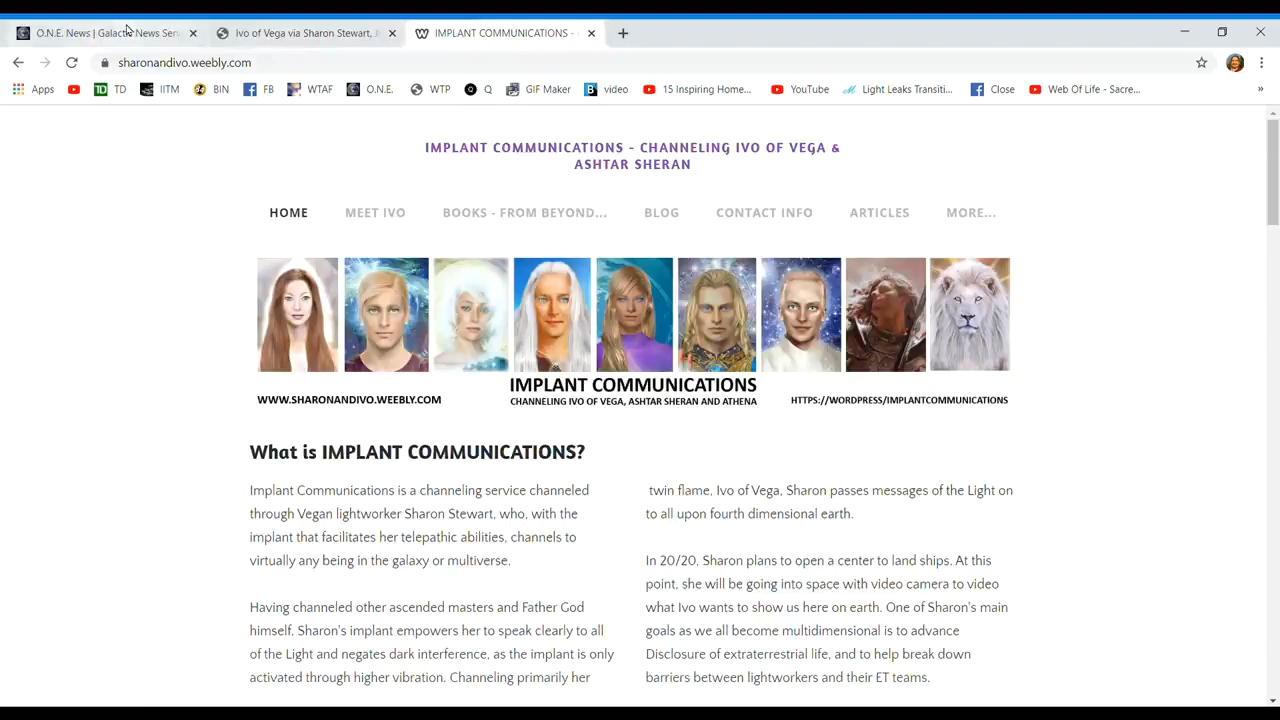 O.N.E. News | Galactic News Serv
Ivo of Vega via Sharon Stewart, J
IMPLANT COMMUNICATIONS -
sharonandivo.weebly.com
Apps TD TD IITM BIN FB WTAF O.N.E. WTP Q Q GIF Maker B video 15 Inspiring Home... YouTube Light Leaks Transiti... Close Web Of Life - Sacre... »
IMPLANT COMMUNICATIONS - CHANNELING IVO OF VEGA &
ASHTAR SHERAN
HOME MEET IVO BOOKS - FROM BEYOND... BLOG CONTACT INFO ARTICLES MORE...
IMPLANT COMMUNICATIONS
WWW.SHARONANDIVO.WEEBLY.COM CHANNELING IVO OF VEGA, ASHTAR SHERAN AND ATHENA HTTPS://WORDPRESS/IMPLANTCOMMUNICATIONS
What is IMPLANT COMMUNICATIONS?
Implant Communications is a channeling service channeled
through Vegan lightworker Sharon Stewart, who, with the
implant that facilitates her telepathic abilities, channels to
virtually any being in the galaxy or multiverse.
Having channeled other ascended masters and Father God
himself, Sharon's implant empowers her to speak clearly to all
of the Light and negates dark interference, as the implant is only
activated through higher vibration. Channeling primarily her
twin flame, Ivo of Vega, Sharon passes messages of the Light on
to all upon fourth dimensional earth.
In 20/20, Sharon plans to open a center to land ships. At this
point, she will be going into space with video camera to video
what Ivo wants to show us here on earth. One of Sharon's main
goals as we all become multidimensional is to advance
Disclosure of extraterrestrial life, and to help break down
barriers between lightworkers and their ET teams.